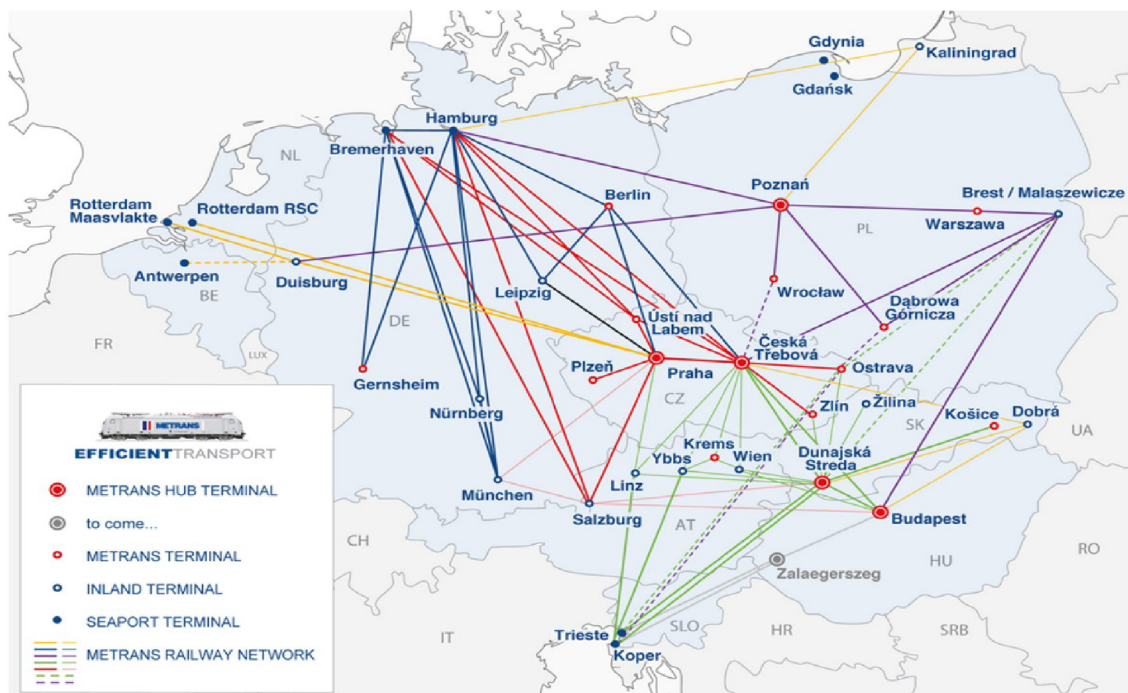 Gdynia
Kaliningrad
Gdańsk
Hamburg
Bremerhaven
NL
Berlin
Poznań
Brest / Malaszewicze
Rotterdam
Maasvlakte
Rotterdam RSC
PL
Warszawa
Antwerpen
Duisburg
BE
Leipzig
Wrocław
Dąbrowa
Górnicza
DE
Ústí nad
Labem
Česká
Třebová
FR
LUX
Gernsheim
Plzeň
Praha
Ostrava
Nürnberg
CZ
Zlín
Žilina
Košice
Dobrá
SK
UA
METRANS
EFFICIENTTRANSPORT
Krems
Ybbs
Wien
Dunajská
Streda
München
Linz
METRANS HUB TERMINAL
Salzburg
AT
Budapest
to come...
CH
HU
RO
METRANS TERMINAL
Zalaegerszeg
INLAND TERMINAL
SEAPORT TERMINAL
Trieste
SLO
HR
SRB
IT
Koper
METRANS RAILWAY NETWORK